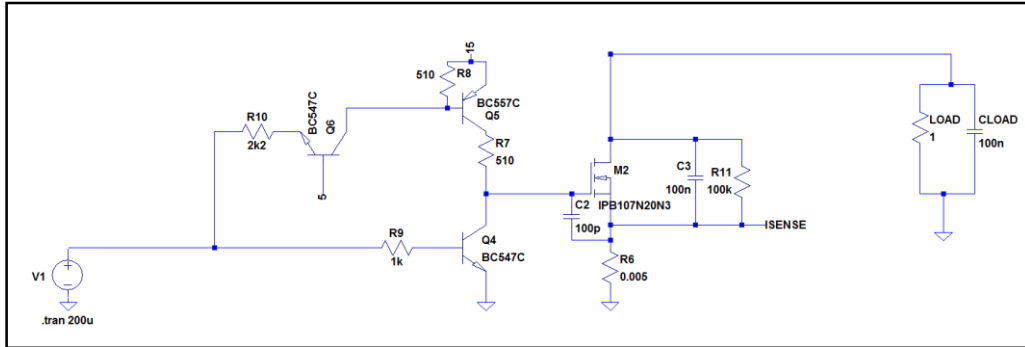 15
510
R8
BC557C
Q5
BC547C
Q6
R10
2k2
5
R7
510
M2
IPB107N20N3
C2
100p
C3
100n
R11
100k
LOAD
1
CLOAD
100n
ISENSE
R9
1k
Q4
BC547C
R6
0.005
V1
.tran 200u